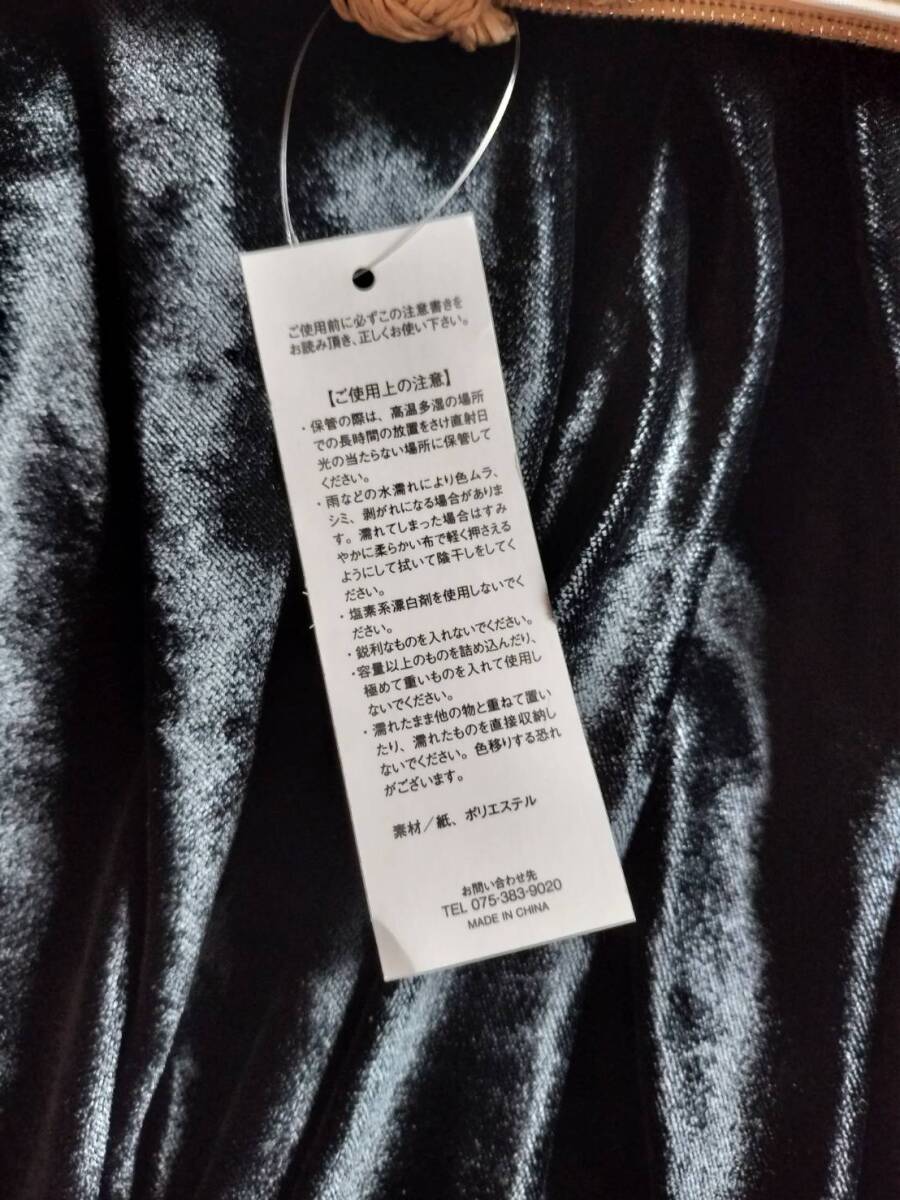 ご使用前に必ずこの注意書きを
お読み頂き、正しくお使い下さい。
【ご使用上の注意】
・保管の際は、高温多湿の場所
での長時間の放置をさけ直射日
光の当たらない場所に保管して
ください。
・雨などの水濡れにより色ムラ、
シミ、剥がれになる場合がありま
す。濡れてしまった場合はすみ
やかに柔らかい布で軽く押さえる
ようにして拭いて陰干しをしてく
ださい。
・塩素系漂白剤を使用しないでく
ださい。
・鋭利なものを入れないでください。
・容量以上のものを詰め込んだり、
極めて重いものを入れて使用し
ないでください。
・濡れたまま他の物と重ねて置い
たり、濡れたものを直接収納し
ないでください。色移りする恐れ
がございます。
素材/紙、ポリエステル
お問い合わせ先
TEL 075-383-9020
MADE IN CHINA